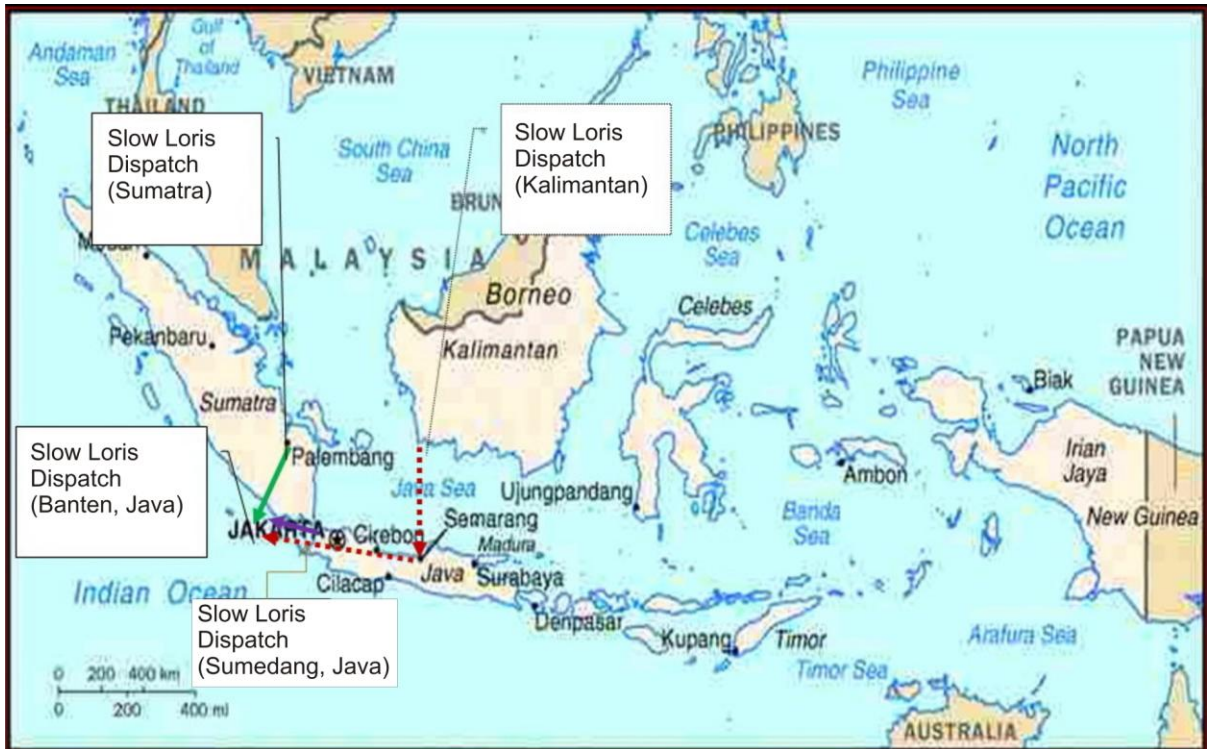 Andaman
Sea
Gulf
of
Thailand
VIETNAM
THAILAND
Philippine
Sea
PHILIPPINES
North
Pacific
Ocean
South China
Sea
Slow Loris
Dispatch
(Sumatra)
Slow Loris
Dispatch
(Kalimantan)
BRUN
Celebes
Sea
MALAYSIA
Borneo
Kalimantan
Celebes
Pekanbaru
Sumatra
PAPUA
NEW
GUINEA
Biak
Irian
Jaya
New Guinea
Slow Loris
Dispatch
(Banten, Java)
Palembang
Java Sea
Ujungpandang
Ambon
Banda
Sea
JAKARTA
Cirebon
Semarang
Madura
Java
Surabaya
Cilacap
Indian Ocean
Slow Loris
Dispatch
(Sumedang, Java)
Denpasar
Kupang
Timor
Timor Sea
Arafura Sea
AUSTRALIA
0 200 400 km
0 200 400 mi